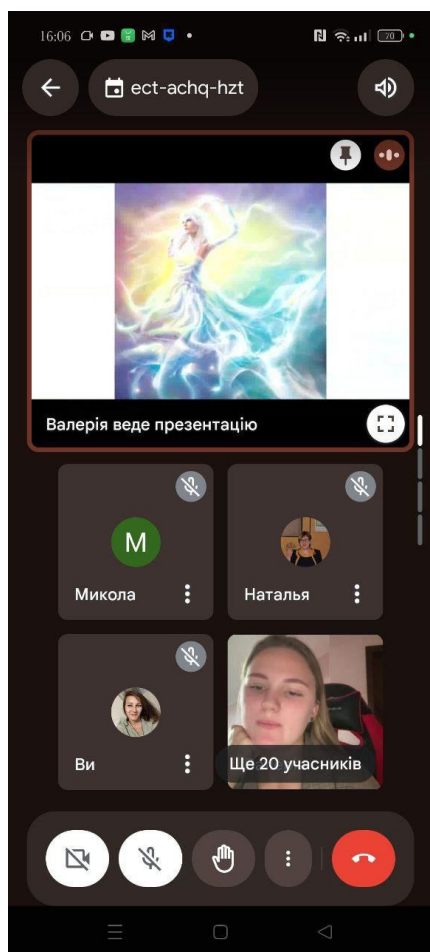 16:06
70
ect-achq-hzt
Валерія веде презентацію
М
Микола
Наталья
Ви
Ще 20 учасників